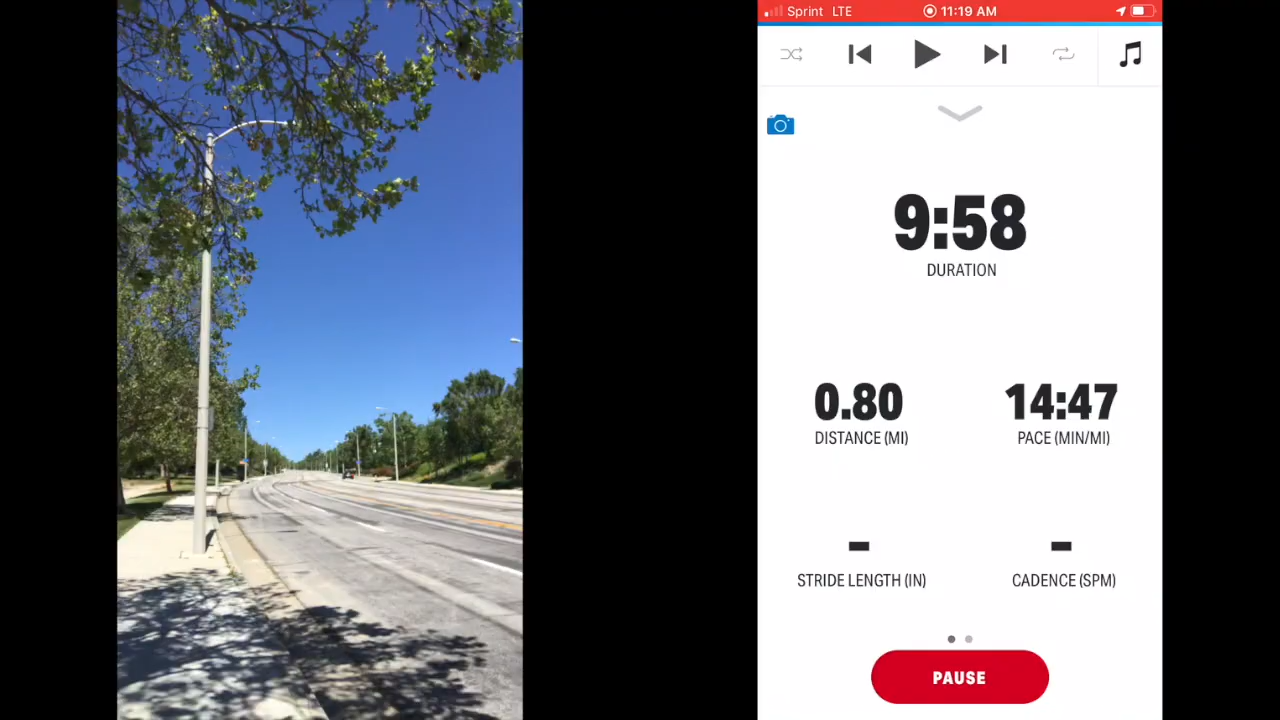 Sprint LTE 11:19 AM
9:58
DURATION
0.80 14:47
DISTANCE (MI) PACE (MIN/MI)
- -
STRIDE LENGTH (IN) CADENCE (SPM)
PAUSE